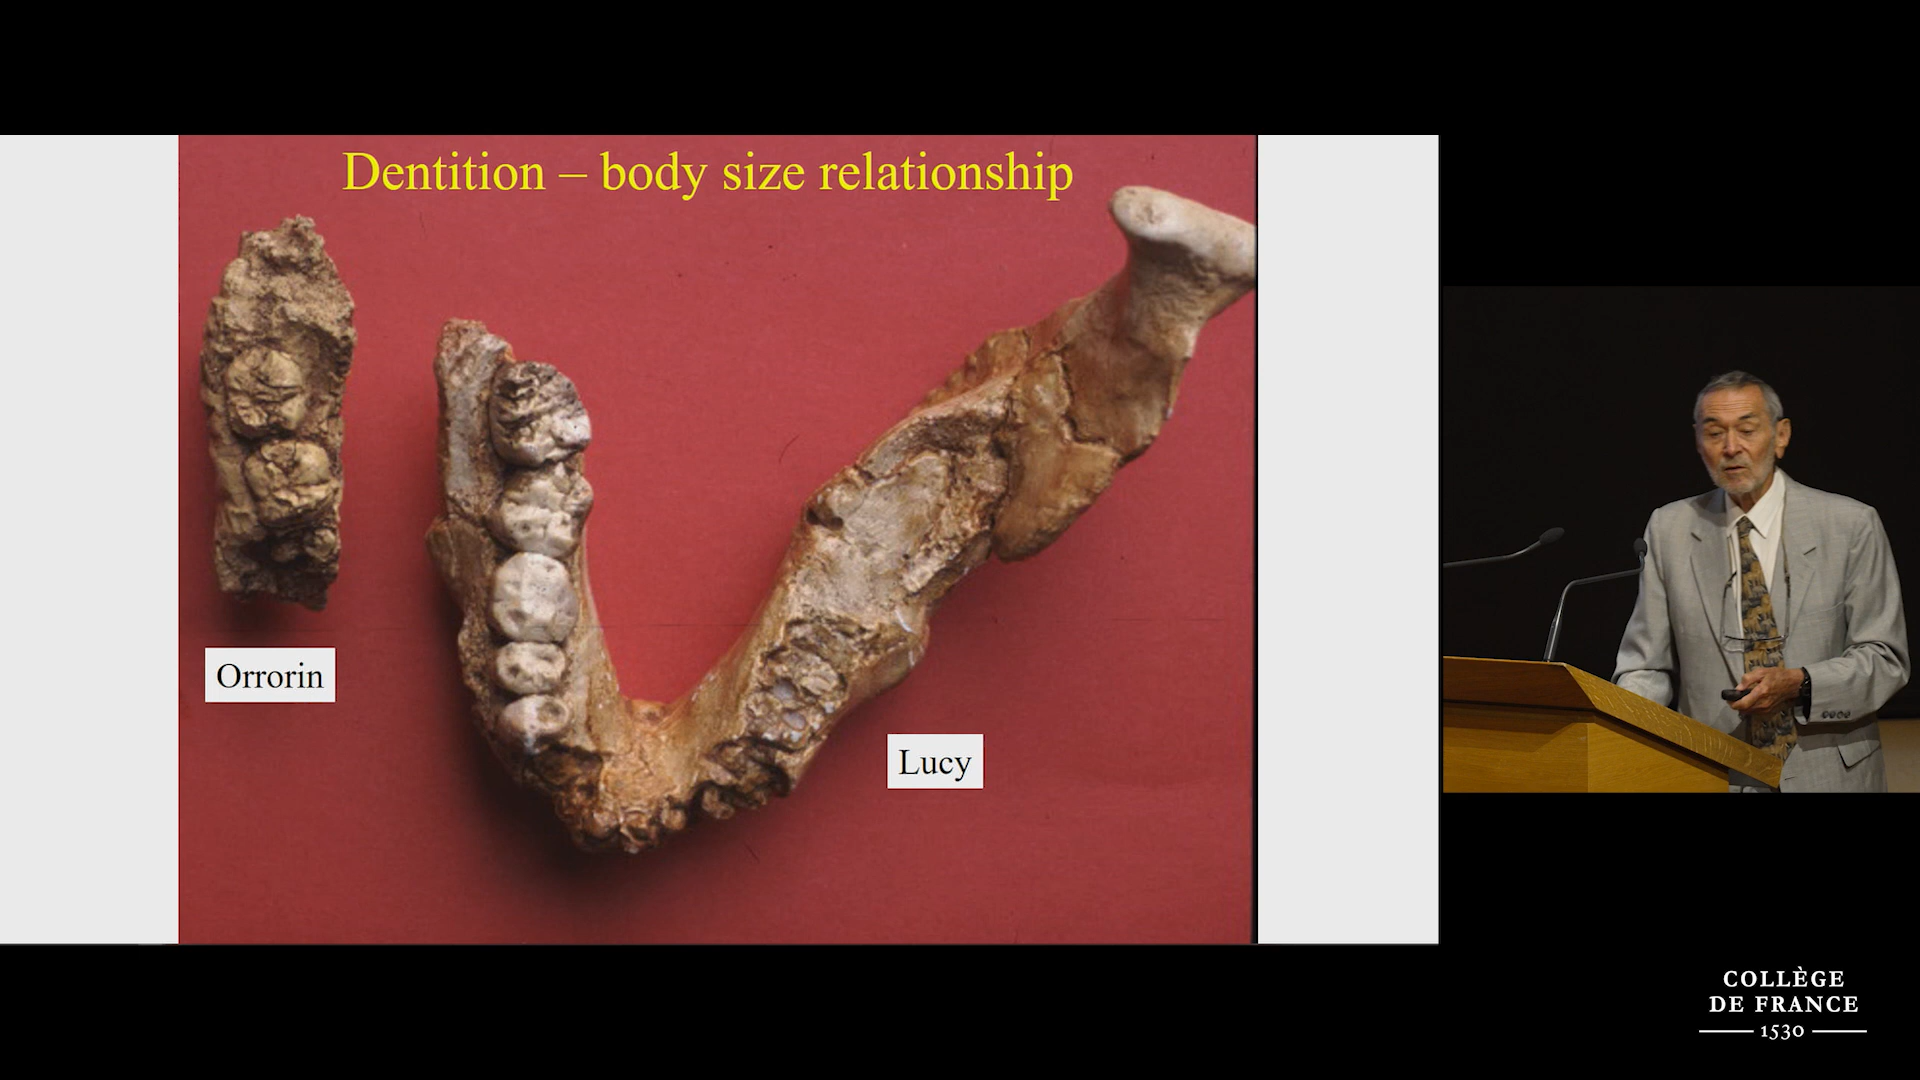 Dentition – body size relationship
Orrorin
Lucy
COLLÈGE
DE FRANCE
1530